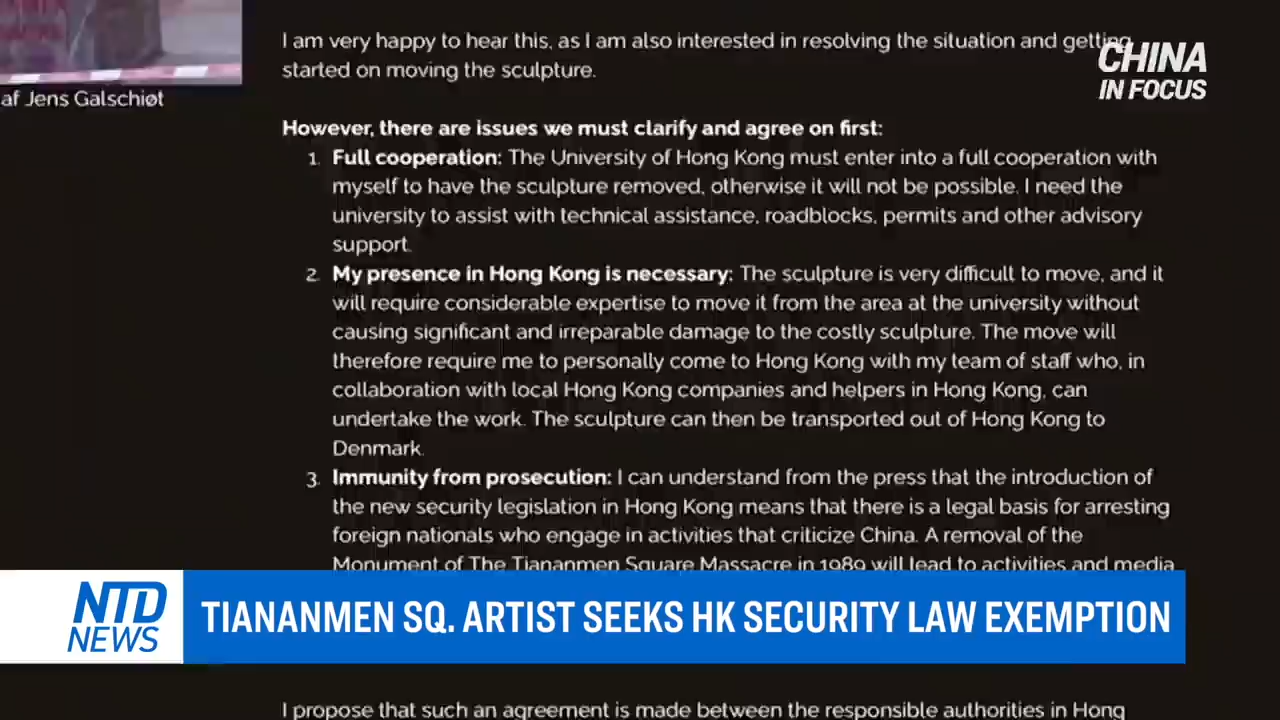 I am very happy to hear this, as I am also interested in resolving the situation and getting
started on moving the sculpture.
CHINA
IN FOCUS
af Jens Galschiøt
However, there are issues we must clarify and agree on first:
1. Full cooperation: The University of Hong Kong must enter into a full cooperation with
myself to have the sculpture removed, otherwise it will not be possible. I need the
university to assist with technical assistance, roadblocks, permits and other advisory
support.
2. My presence in Hong Kong is necessary: The sculpture is very difficult to move, and it
will require considerable expertise to move it from the area at the university without
causing significant and irreparable damage to the costly sculpture. The move will
therefore require me to personally come to Hong Kong with my team of staff who, in
collaboration with local Hong Kong companies and helpers in Hong Kong, can
undertake the work. The sculpture can then be transported out of Hong Kong to
Denmark.
3. Immunity from prosecution: I can understand from the press that the introduction of
the new security legislation in Hong Kong means that there is a legal basis for arresting
foreign nationals who engage in activities that criticize China. A removal of the
Monument of The Tiananmen Square Massacre in 1989 will lead to activities and media
NTD
NEWS
TIANANMEN SQ. ARTIST SEEKS HK SECURITY LAW EXEMPTION
I propose that such an agreement is made between the responsible authorities in Hong